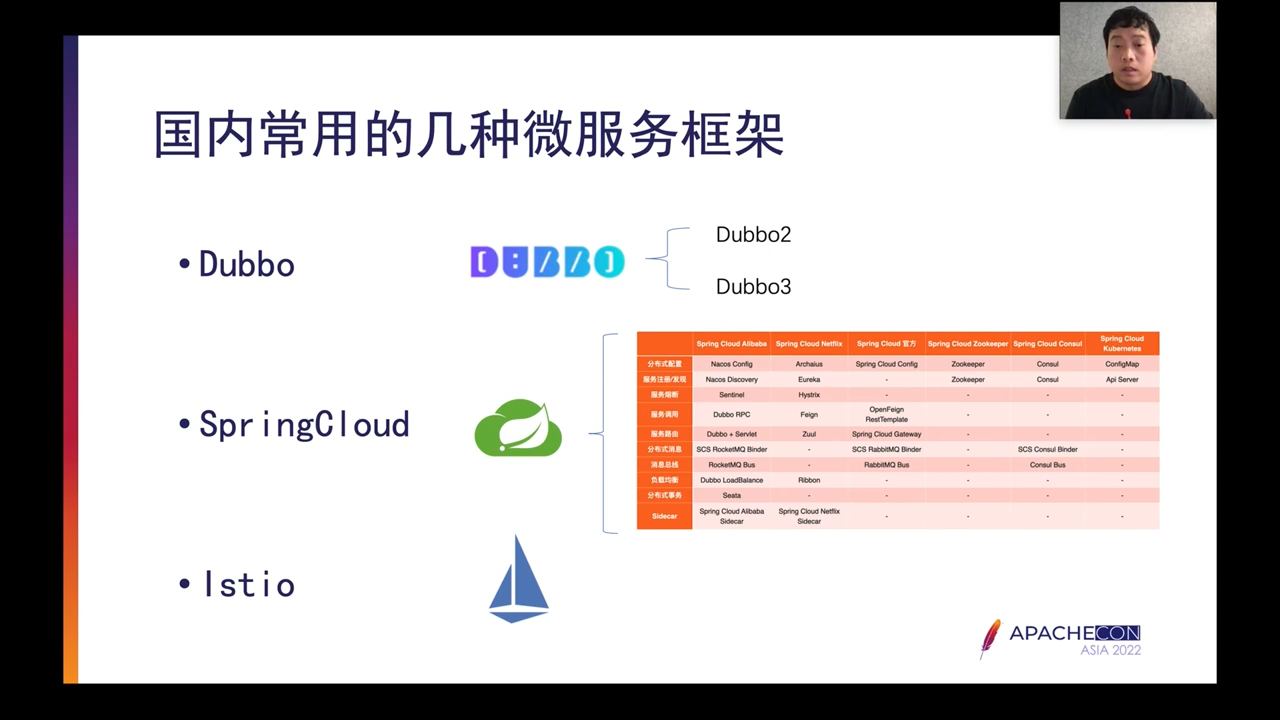 国内常用的几种微服务框架
• Dubbo
DUBBO
Dubbo2
Dubbo3
• SpringCloud
Spring Cloud Alibaba Spring Cloud Netflix Spring Cloud 官方 Spring Cloud Zookeeper Spring Cloud Consul Spring Cloud Kubernetes
分布式配置 Nacos Config Archaius Spring Cloud Config Zookeeper Consul ConfigMap
服务注册/发现 Nacos Discovery Eureka - Zookeeper Consul Api Server
服务熔断 Sentinel Hystrix - - - -
服务调用 Dubbo RPC Feign OpenFeign RestTemplate - - -
服务路由 Dubbo + Servlet Zuul Spring Cloud Gateway - - -
分布式消息 SCS RocketMQ Binder - SCS RabbitMQ Binder - SCS Consul Binder -
消息总线 RocketMQ Bus - RabbitMQ Bus - Consul Bus -
负载均衡 Dubbo LoadBalance Ribbon - - - -
分布式事务 Seata - - - - -
Sidecar Spring Cloud Alibaba Sidecar Spring Cloud Netflix Sidecar - - - -
• Istio
APACHECON
ASIA 2022